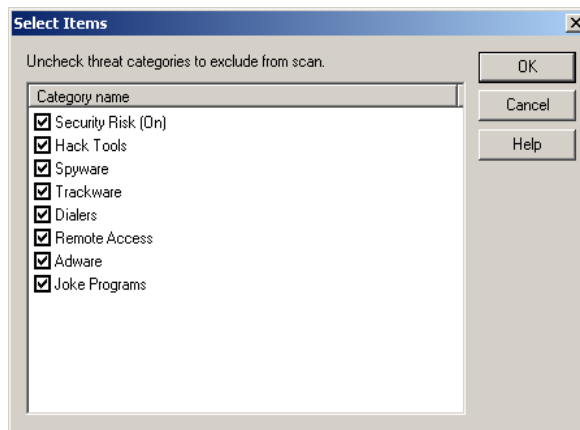 Select Items
Uncheck threat categories to exclude from scan.
OK
Category name
Cancel
Security Risk (On)
Hack Tools
Help
Spyware
Trackware
Dialers
Remote Access
Adware
Joke Programs